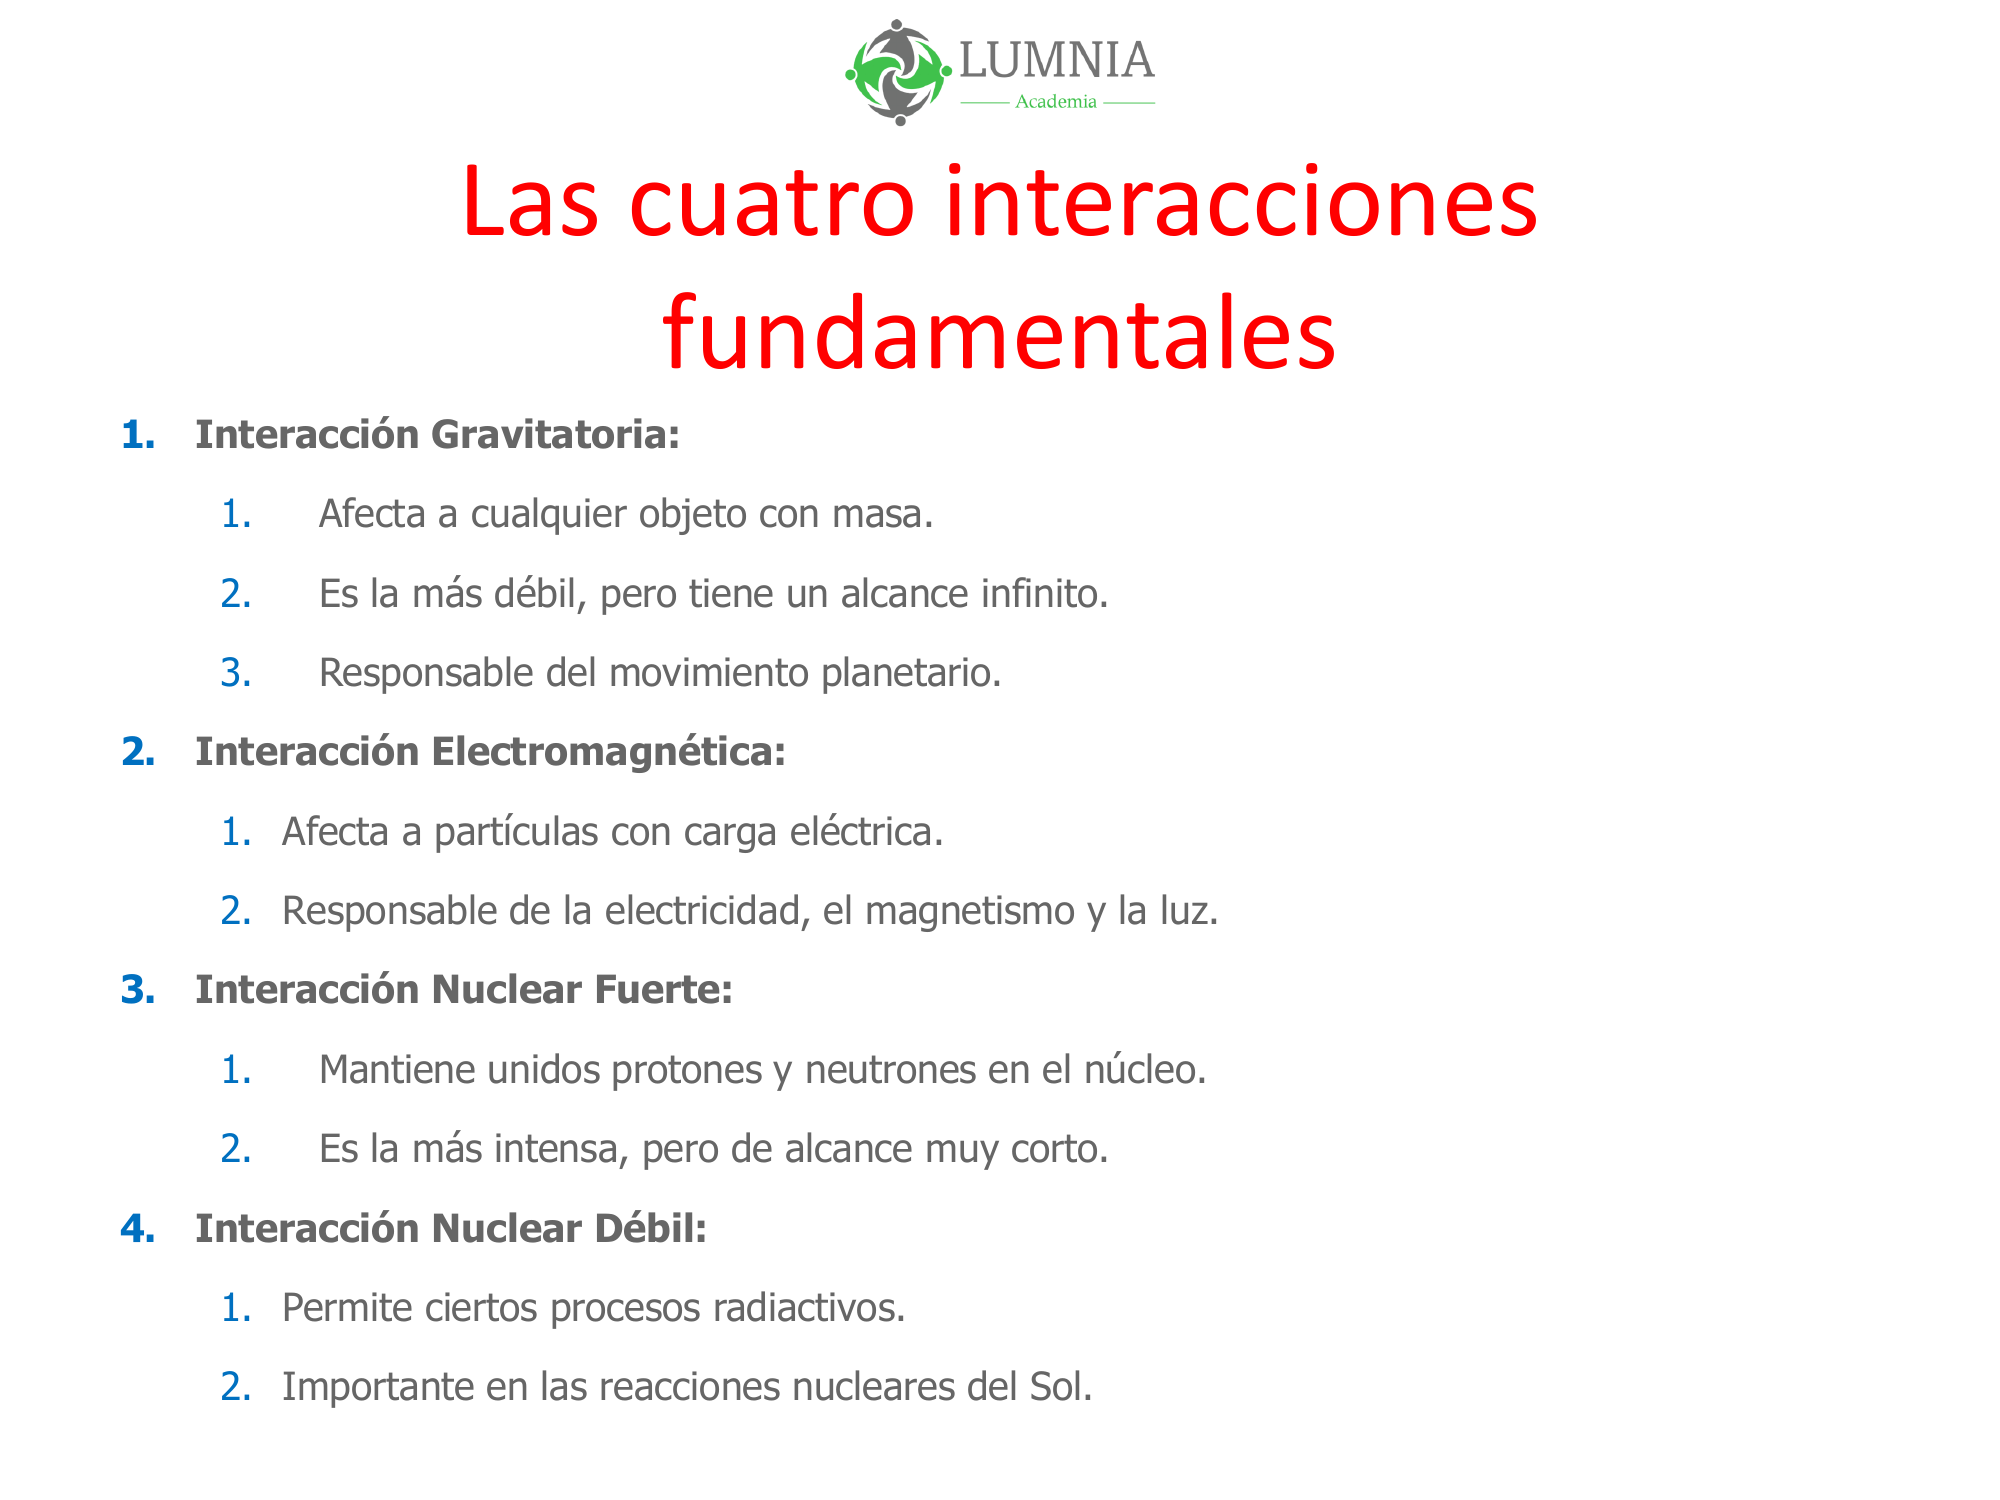 LUMNIA
Academia
Las cuatro interacciones
fundamentales
1. Interacción Gravitatoria:
1. Afecta a cualquier objeto con masa.
2. Es la más débil, pero tiene un alcance infinito.
3. Responsable del movimiento planetario.
2. Interacción Electromagnética:
1. Afecta a partículas con carga eléctrica.
2. Responsable de la electricidad, el magnetismo y la luz.
3. Interacción Nuclear Fuerte:
1. Mantiene unidos protones y neutrones en el núcleo.
2. Es la más intensa, pero de alcance muy corto.
4. Interacción Nuclear Débil:
1. Permite ciertos procesos radiactivos.
2. Importante en las reacciones nucleares del Sol.